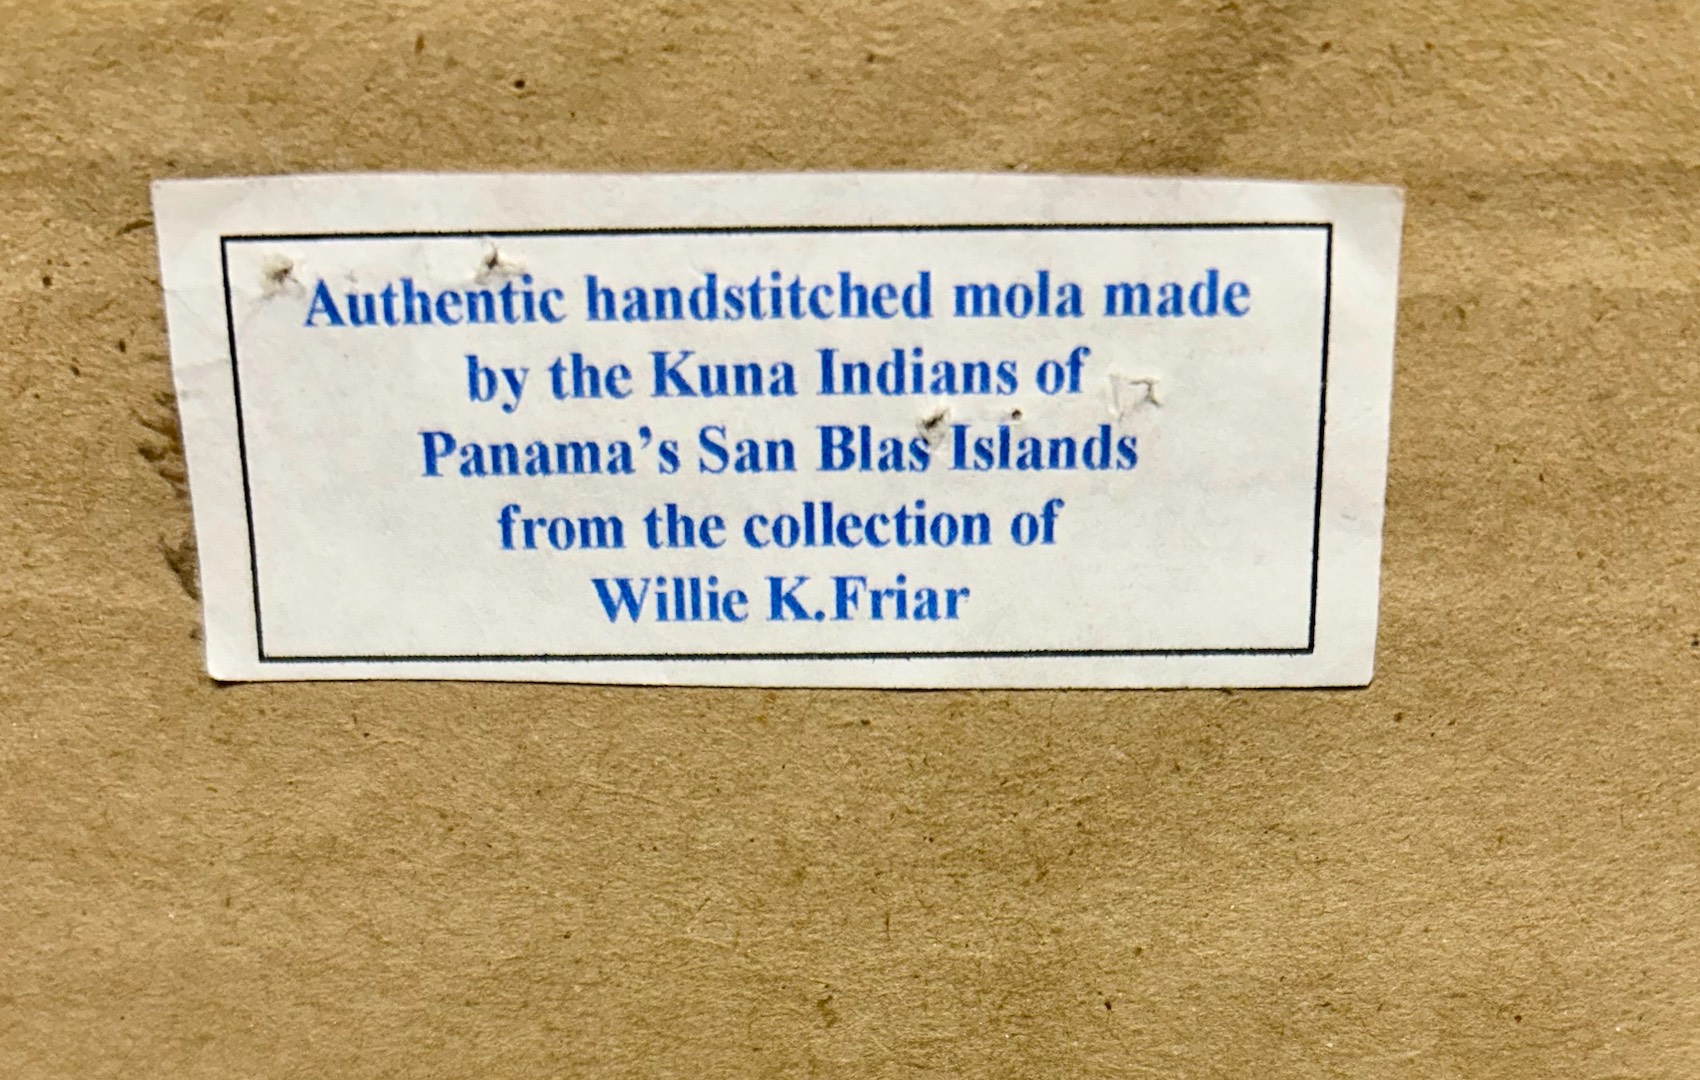 Authentic handstitched mola made
by the Kuna Indians of
Panama’s San Blas Islands
from the collection of
Willie K.Friar